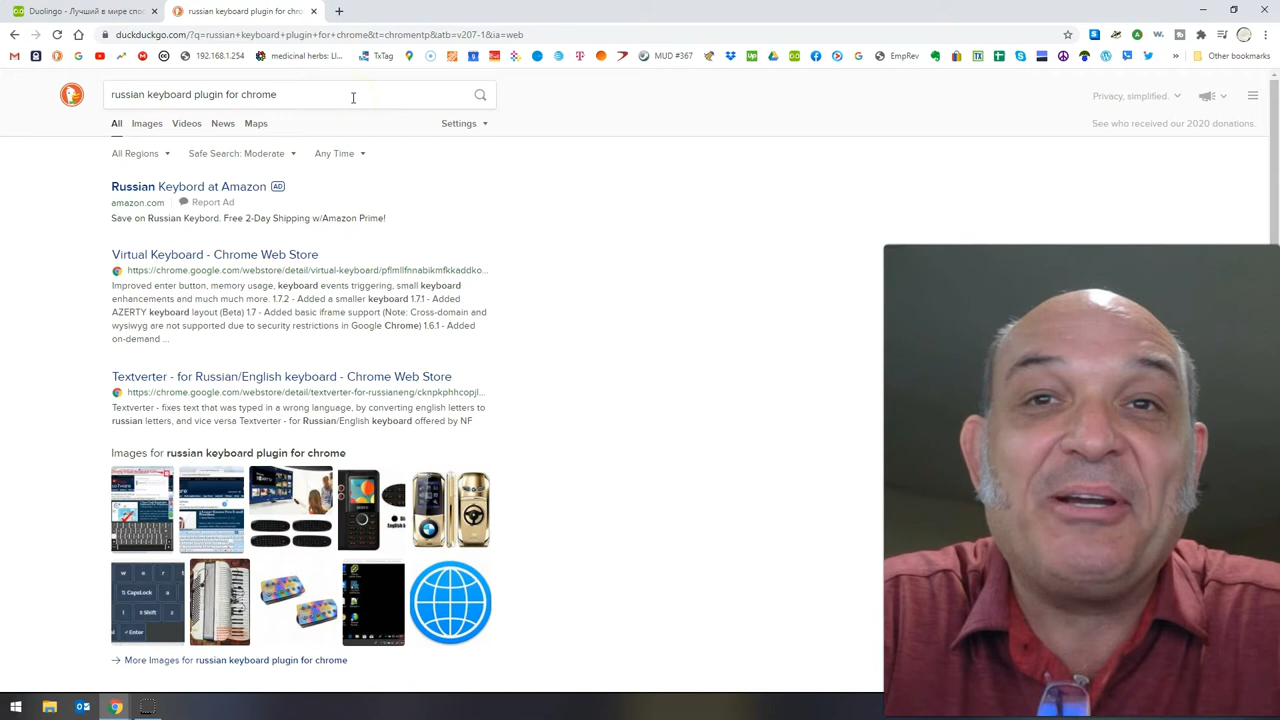 Duolingo - Лучший в мире спос
russian keyboard plugin for chro
duckduckgo.com/?q=russian+keyboard+plugin+for+chrome&t=chromentp&atb=v207-1&ia=web
192.168.1.254
medicinal herbs: Ll...
TxTag
MUD #367
EmpRev
Other bookmarks
russian keyboard plugin for chrome
Privacy, simplified.
All Images Videos News Maps
Settings
See who received our 2020 donations.
All Regions
Safe Search: Moderate
Any Time
Russian Keybord at Amazon AD
amazon.com
Report Ad
Save on Russian Keybord. Free 2-Day Shipping w/Amazon Prime!
Virtual Keyboard - Chrome Web Store
https://chrome.google.com/webstore/detail/virtual-keyboard/pflmllfnnabikmfkkaddko...
Improved enter button, memory usage, keyboard events triggering, small keyboard
enhancements and much much more. 1.7.2 - Added a smaller keyboard 1.7.1 - Added
AZERTY keyboard layout (Beta) 1.7 - Added basic iframe support (Note: Cross-domain and
wysiwyg are not supported due to security restrictions in Google Chrome) 1.6.1 - Added
on-demand ...
Textverter - for Russian/English keyboard - Chrome Web Store
https://chrome.google.com/webstore/detail/textverter-for-russianeng/cknpkphhcopjl...
Textverter - fixes text that was typed in a wrong language, by converting english letters to
russian letters, and vice versa Textverter - for Russian/English keyboard offered by NF
Images for russian keyboard plugin for chrome
w e r
CapsLock a
Shift z
Enter
More Images for russian keyboard plugin for chrome